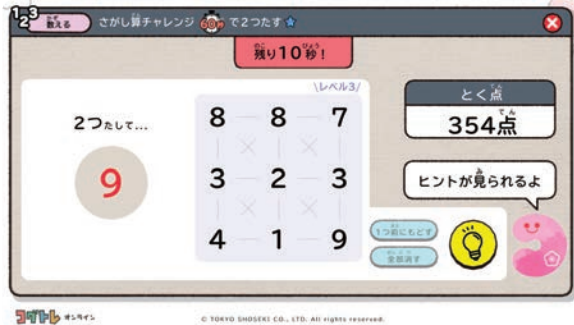 123
数える さがし算チャレンジ 60秒 で2つたす
残り10秒！
\レベル3/
2つたして...
9
8 8 7
3 2 3
4 1 9
とく点
354点
ヒントが見られるよ
1つ前にもどす
全部消す
コグトレ オンライン
© TOKYO SHOSEKI CO., LTD. All rights reserved.